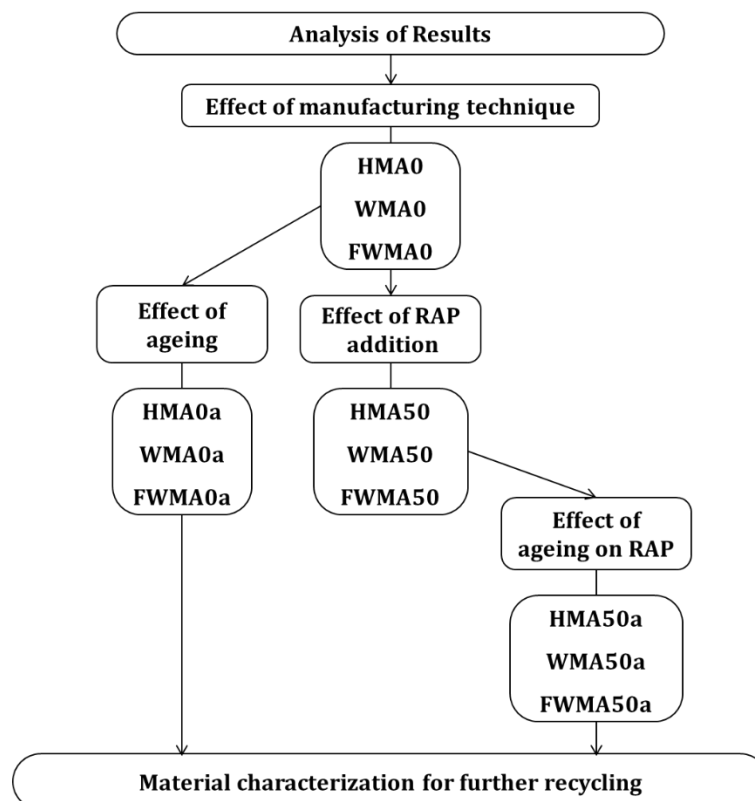 Analysis of Results
Effect of manufacturing technique
HMA0
WMA0
FWMA0
Effect of
ageing
Effect of RAP
addition
HMA0a
WMA0a
FWMA0a
HMA50
WMA50
FWMA50
Effect of
ageing on RAP
HMA50a
WMA50a
FWMA50a
Material characterization for further recycling